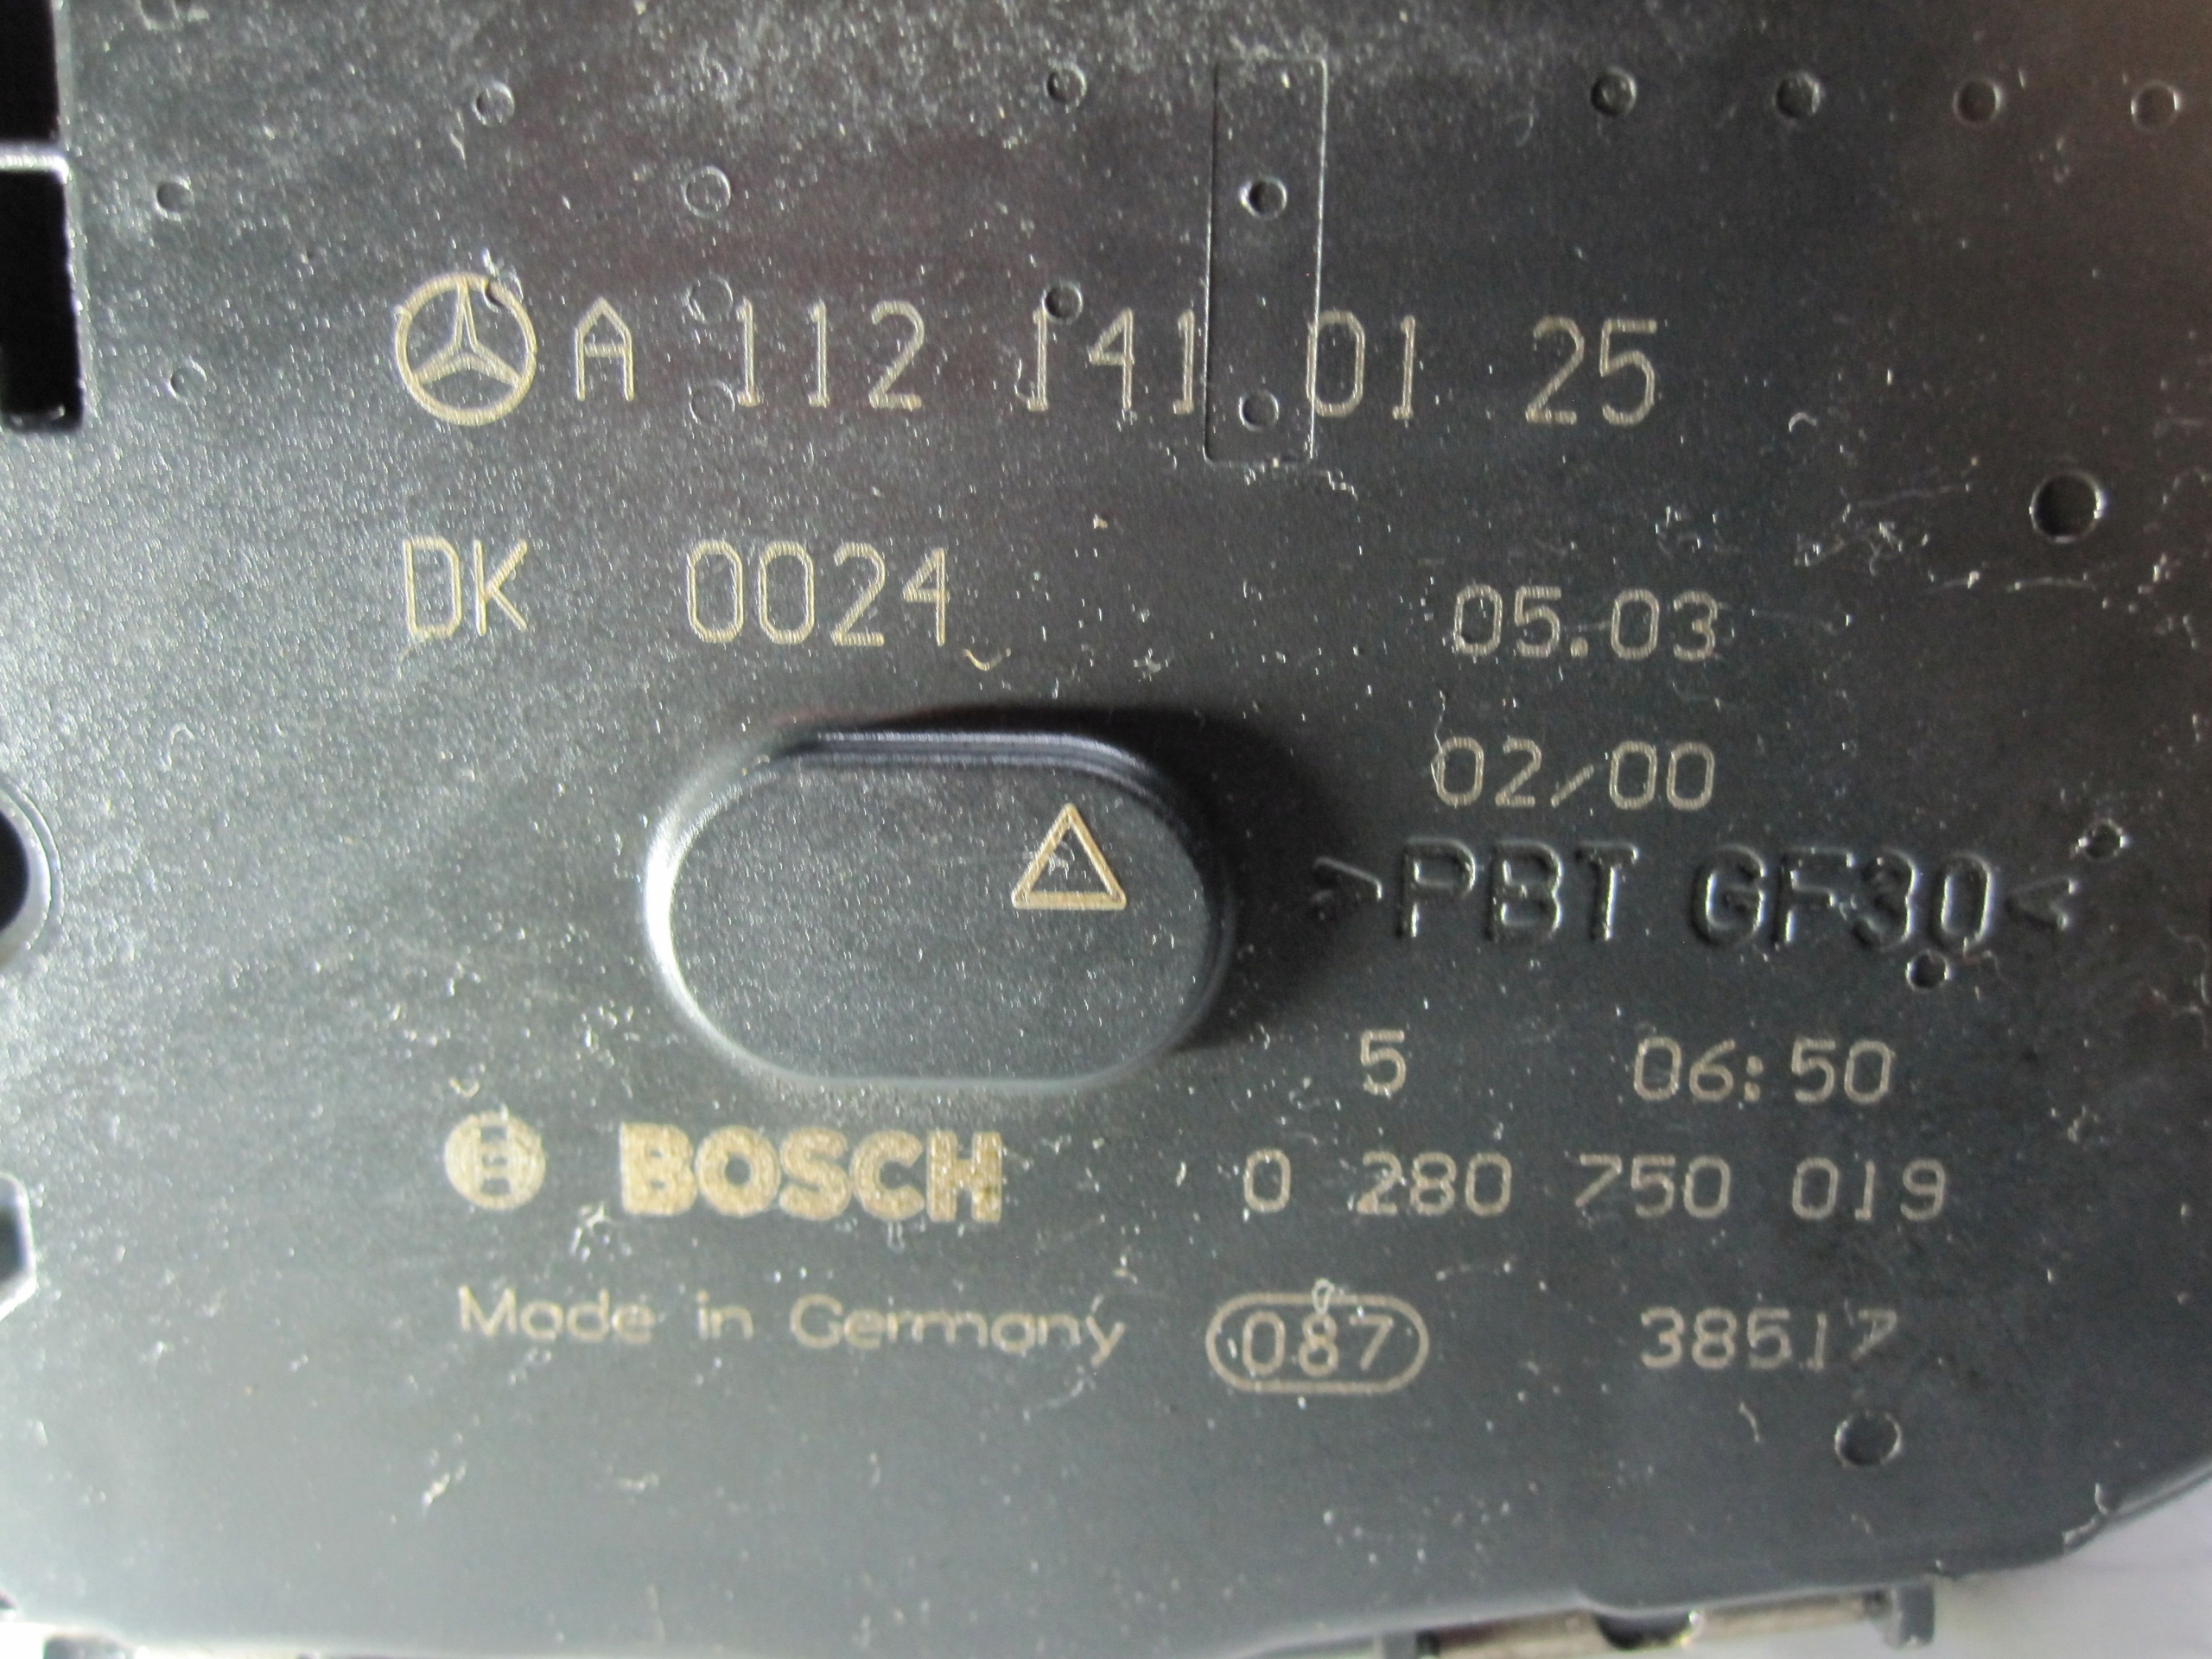 A 112 141 01 25
DK 0024
05.03
02/00
>PBT GF30<
5 06:50
BOSCH 0 280 750 019
Made in Germany 087 38517